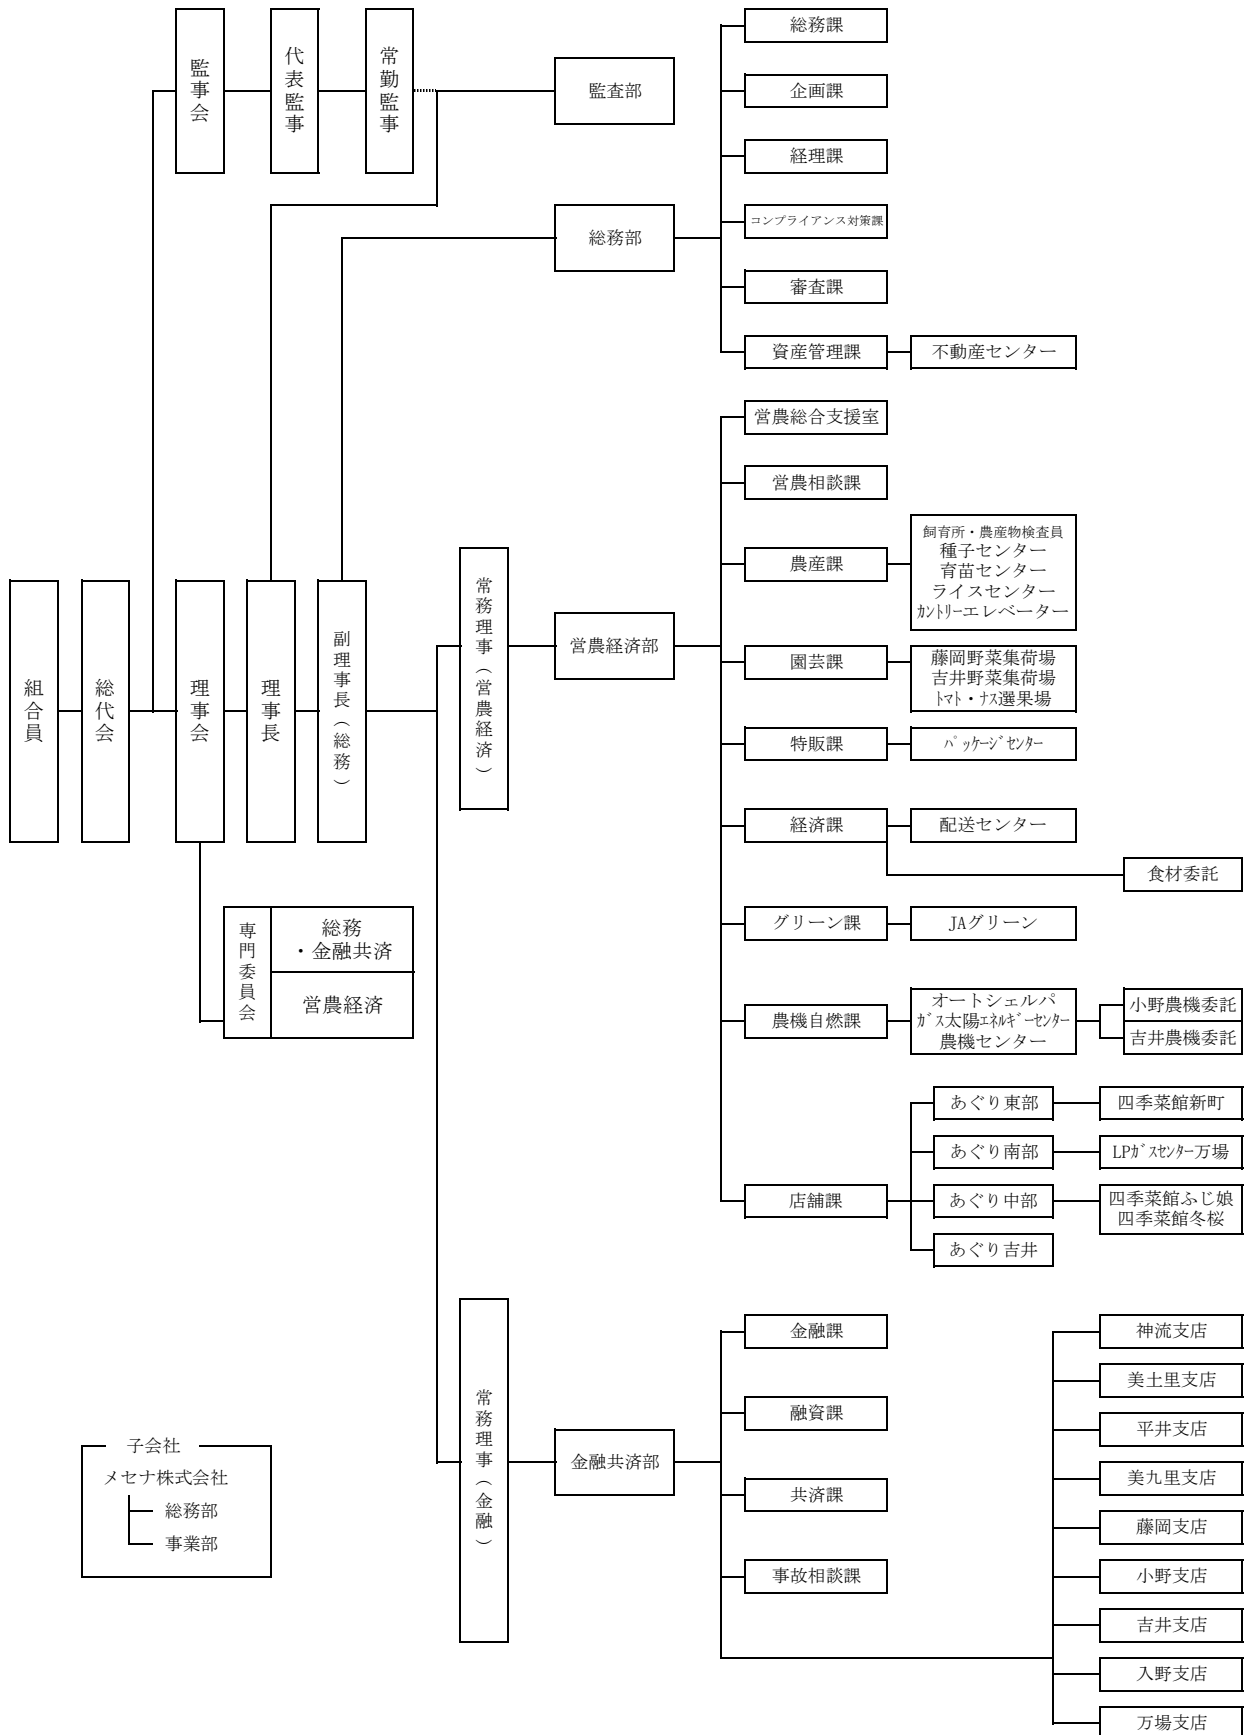 組合員
総代会
監事会
代表監事
常勤監事
監査部
理事会
理事長
副理事長（総務）
専門委員会
総務
・金融共済
営農経済
総務部
総務課
企画課
経理課
コンプライアンス対策課
審査課
資産管理課
不動産センター
常務理事（営農経済）
営農経済部
営農総合支援室
営農相談課
農産課
飼育所・農産物検査員
種子センター
育苗センター
ライスセンター
ｶﾝﾄﾘｰエレベーター
園芸課
藤岡野菜集荷場
吉井野菜集荷場
ﾄﾏﾄ・ﾅｽ選果場
特販課
ﾊﾟｯｹｰｼﾞｾﾝﾀｰ
経済課
配送センター
食材委託
グリーン課
JAグリーン
農機自燃課
オートシェルパ
ｶﾞｽ太陽ｴﾈﾙｷﾞｰｾﾝﾀｰ
農機センター
小野農機委託
吉井農機委託
店舗課
あぐり東部
四季菜館新町
あぐり南部
LPｶﾞｽｾﾝﾀｰ万場
あぐり中部
四季菜館ふじ娘
四季菜館冬桜
あぐり吉井
常務理事（金融）
金融共済部
金融課
融資課
共済課
事故相談課
神流支店
美土里支店
平井支店
美九里支店
藤岡支店
小野支店
吉井支店
入野支店
万場支店
子会社
メセナ株式会社
総務部
事業部